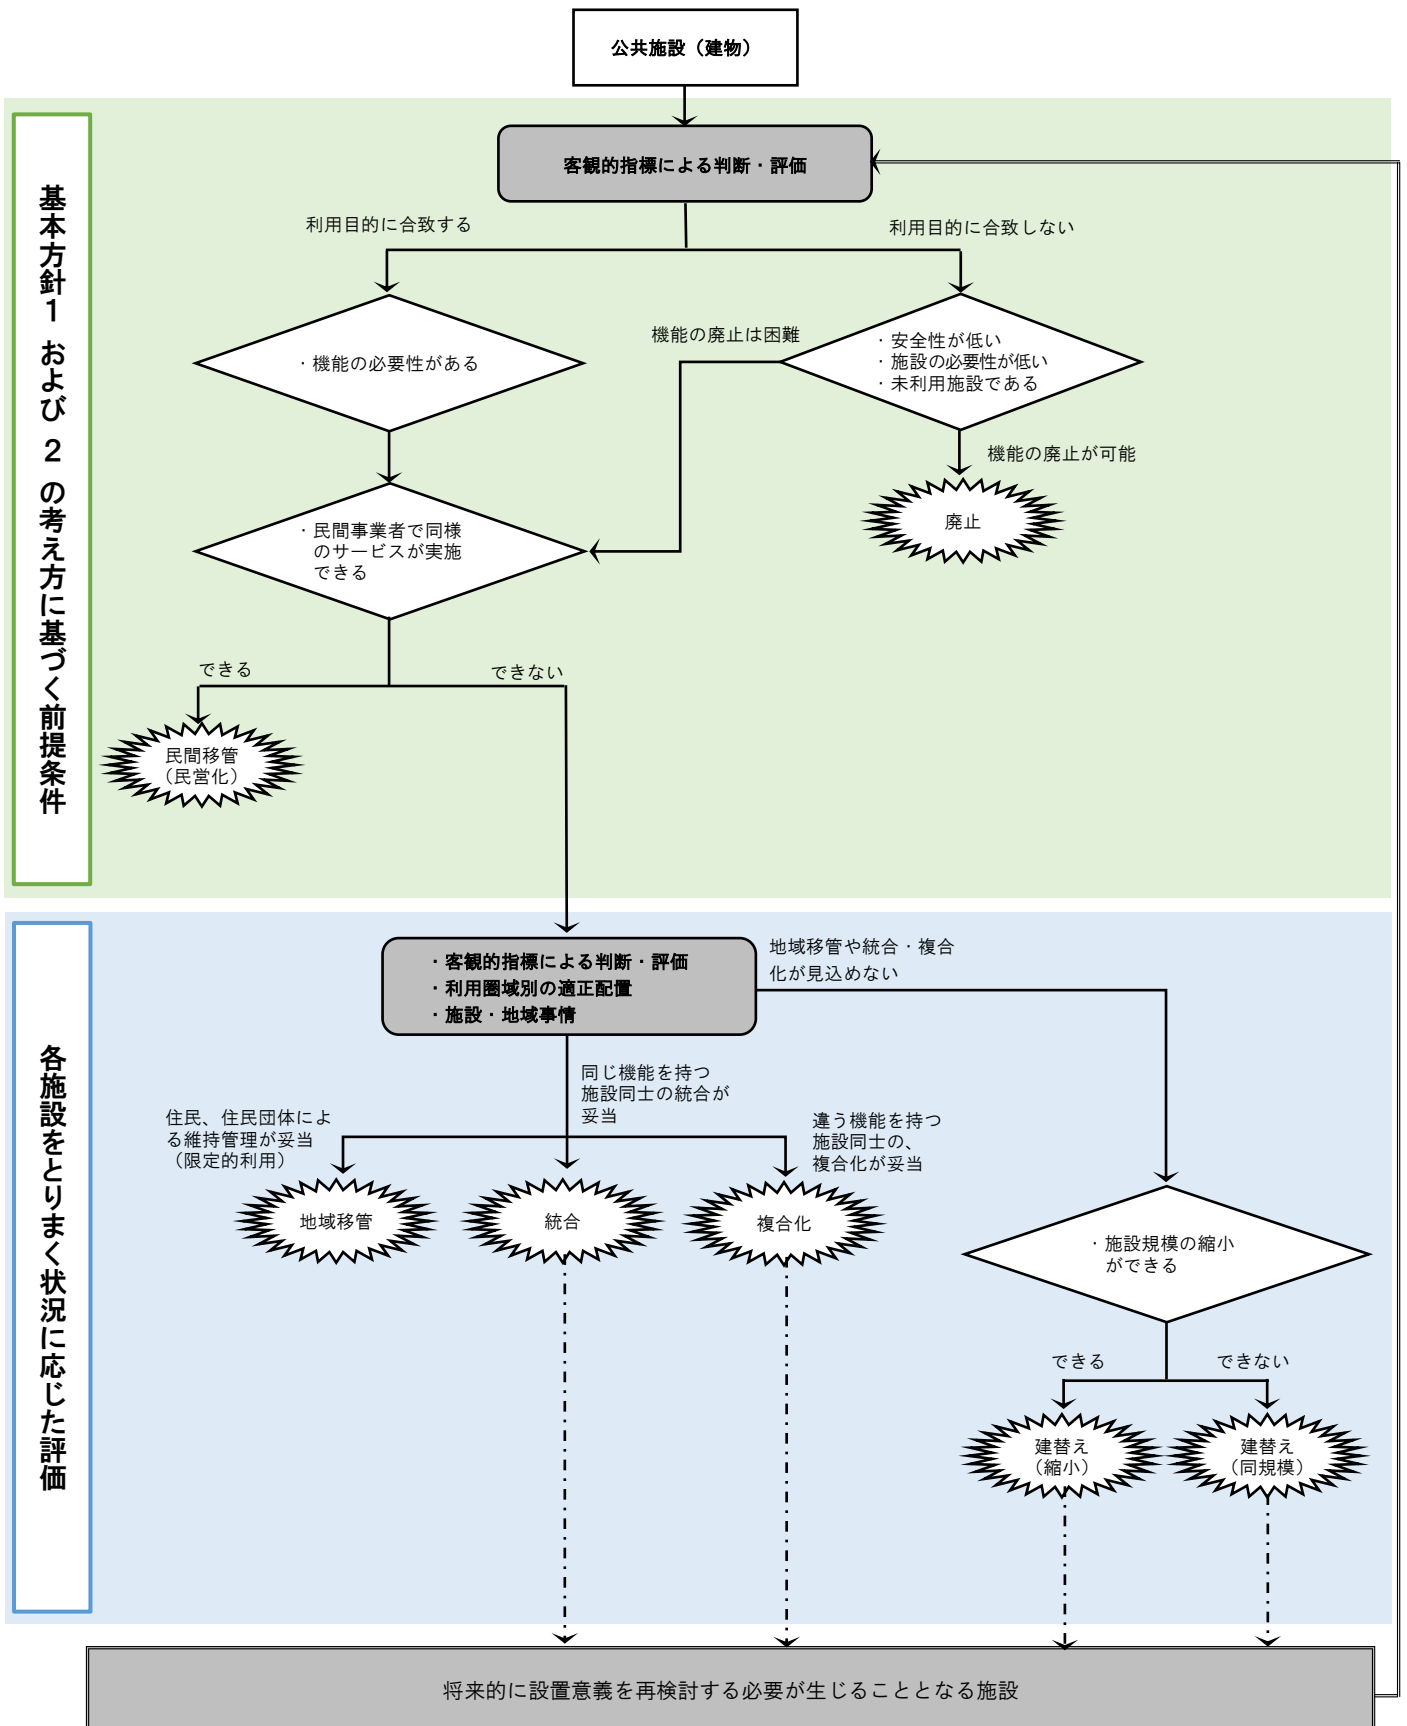 公共施設（建物）
基本方針１ および ２ の考え方に基づく前提条件
客観的指標による判断・評価
利用目的に合致する
利用目的に合致しない
・機能の必要性がある
機能の廃止は困難
・安全性が低い
・施設の必要性が低い
・未利用施設である
機能の廃止が可能
廃止
・民間事業者で同様
のサービスが実施
できる
できる
できない
民間移管
（民営化）
各施設をとりまく状況に応じた評価
・客観的指標による判断・評価
・利用圏域別の適正配置
・施設・地域事情
地域移管や統合・複合
化が見込めない
住民、住民団体によ
る維持管理が妥当
（限定的利用）
同じ機能を持つ
施設同士の統合が
妥当
違う機能を持つ
施設同士の、
複合化が妥当
地域移管
統合
複合化
・施設規模の縮小
ができる
できる
できない
建替え
（縮小）
建替え
（同規模）
将来的に設置意義を再検討する必要が生じることとなる施設